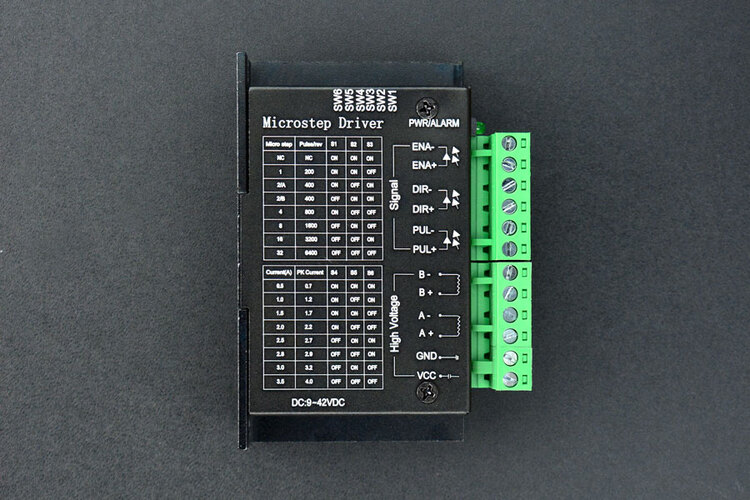 SW6
SW5
SW4
SW3
SW2
SW1
Microstep Driver
PWR/ALARM
Micro step Pulse/rev S1 S2 S3
NC NC ON ON ON
1 200 ON ON OFF
2/A 400 ON OFF ON
2/B 400 OFF ON ON
4 800 ON OFF OFF
8 1600 OFF ON OFF
16 3200 OFF OFF ON
32 6400 OFF OFF OFF
Signal
ENA-
ENA+
DIR-
DIR+
PUL-
PUL+
Current(A) PK Current S4 S5 S6
0.5 0.7 ON ON ON
1.0 1.2 ON OFF ON
1.5 1.7 ON ON OFF
2.0 2.2 ON OFF OFF
2.5 2.7 OFF ON ON
2.8 2.9 OFF OFF ON
3.0 3.2 OFF ON OFF
3.5 4.0 OFF OFF OFF
High Voltage
B -
B +
A -
A +
GND
VCC
DC:9~42VDC